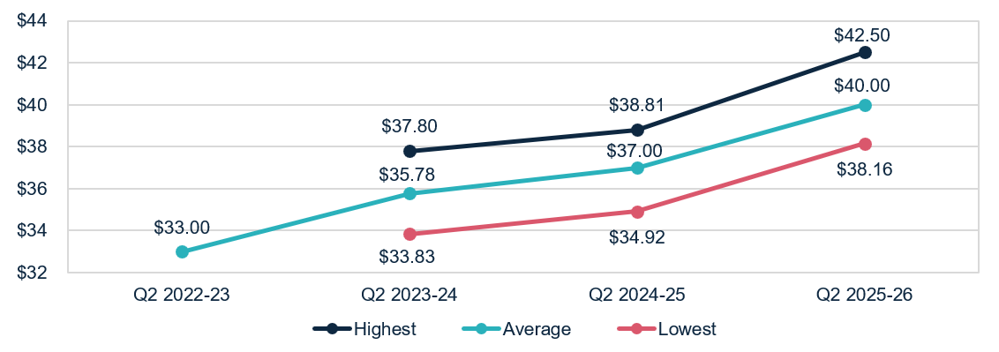 $44
$42
$40
$38
$36
$34
$32
$42.50
$40.00
$38.81
$37.80
$37.00
$35.78
$38.16
$33.00
$34.92
$33.83
Q2 2022-23
Q2 2023-24
Q2 2024-25
Q2 2025-26
Highest
Average
Lowest